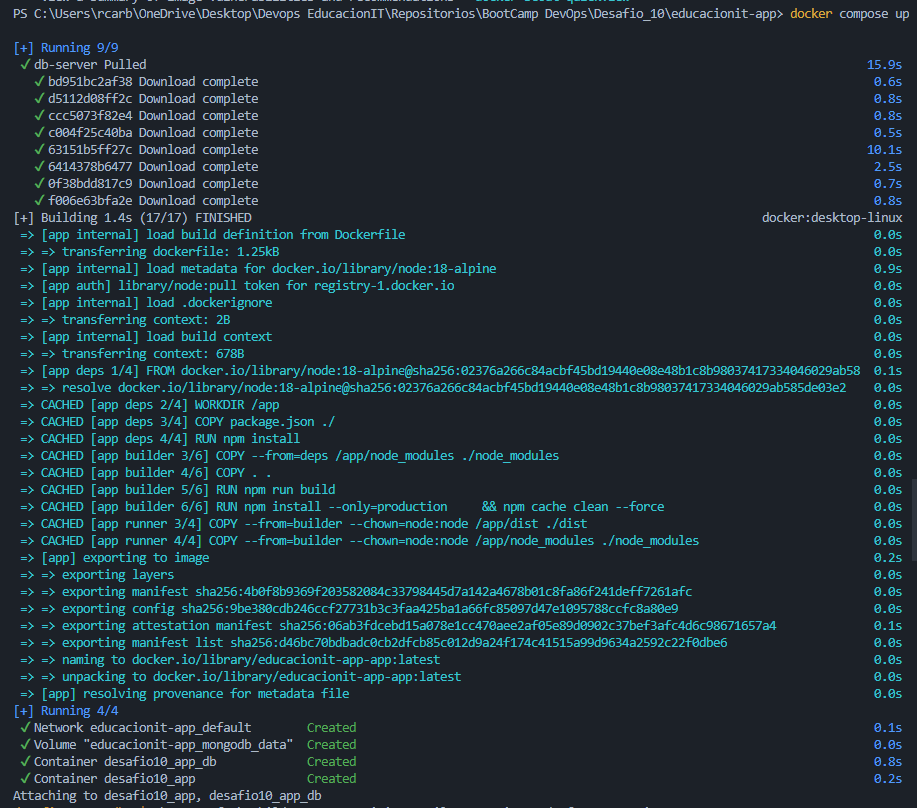 PS C:\Users\rcarb\OneDrive\Desktop\Devops EducacionIT\Repositorios\BootCamp DevOps\Desafio_10\educacionit-app> docker compose up
[+] Running 9/9
✓ db-server Pulled 15.9s
✓ bd951bc2af38 Download complete 0.6s
✓ d5112d08ff2c Download complete 0.8s
✓ ccc5073f82e4 Download complete 0.8s
✓ c004f25c40ba Download complete 0.5s
✓ 63151b5ff27c Download complete 10.1s
✓ 6414378b6477 Download complete 2.5s
✓ 0f38bdd817c9 Download complete 0.7s
✓ f006e63bfa2e Download complete 0.8s
[+] Building 1.4s (17/17) FINISHED docker:desktop-linux
=> [app internal] load build definition from Dockerfile 0.0s
=> => transferring dockerfile: 1.25kB 0.0s
=> [app internal] load metadata for docker.io/library/node:18-alpine 0.9s
=> [app auth] library/node:pull token for registry-1.docker.io 0.0s
=> [app internal] load .dockerignore 0.0s
=> => transferring context: 2B 0.0s
=> [app internal] load build context 0.0s
=> => transferring context: 678B 0.0s
=> [app deps 1/4] FROM docker.io/library/node:18-alpine@sha256:02376a266c84acbf45bd19440e08e48b1c8b98037417334046029ab58 0.1s
=> => resolve docker.io/library/node:18-alpine@sha256:02376a266c84acbf45bd19440e08e48b1c8b98037417334046029ab585de03e2 0.0s
=> CACHED [app deps 2/4] WORKDIR /app 0.0s
=> CACHED [app deps 3/4] COPY package.json ./ 0.0s
=> CACHED [app deps 4/4] RUN npm install 0.0s
=> CACHED [app builder 3/6] COPY --from=deps /app/node_modules ./node_modules 0.0s
=> CACHED [app builder 4/6] COPY . . 0.0s
=> CACHED [app builder 5/6] RUN npm run build 0.0s
=> CACHED [app builder 6/6] RUN npm install --only=production     && npm cache clean --force 0.0s
=> CACHED [app runner 3/4] COPY --from=builder --chown=node:node /app/dist ./dist 0.0s
=> CACHED [app runner 4/4] COPY --from=builder --chown=node:node /app/node_modules ./node_modules 0.0s
=> [app] exporting to image 0.2s
=> => exporting layers 0.0s
=> => exporting manifest sha256:4b0f8b9369f203582084c33798445d7a142a4678b01c8fa86f241deff7261afc 0.0s
=> => exporting config sha256:9be380cdb246ccf27731b3c3faa425ba1a66fc85097d47e1095788ccfc8a80e9 0.0s
=> => exporting attestation manifest sha256:06ab3fdcebd15a078e1cc470aee2af05e89d0902c37bef3afc4d6c98671657a4 0.1s
=> => exporting manifest list sha256:d46bc70bdbadc0cb2dfcb85c012d9a24f174c41515a99d9634a2592c22f0dbe6 0.0s
=> => naming to docker.io/library/educacionit-app-app:latest 0.0s
=> => unpacking to docker.io/library/educacionit-app-app:latest 0.0s
=> [app] resolving provenance for metadata file 0.0s
[+] Running 4/4
✓ Network educacionit-app_default Created 0.1s
✓ Volume "educacionit-app_mongodb_data" Created 0.0s
✓ Container desafio10_app_db Created 0.8s
✓ Container desafio10_app Created 0.2s
Attaching to desafio10_app, desafio10_app_db